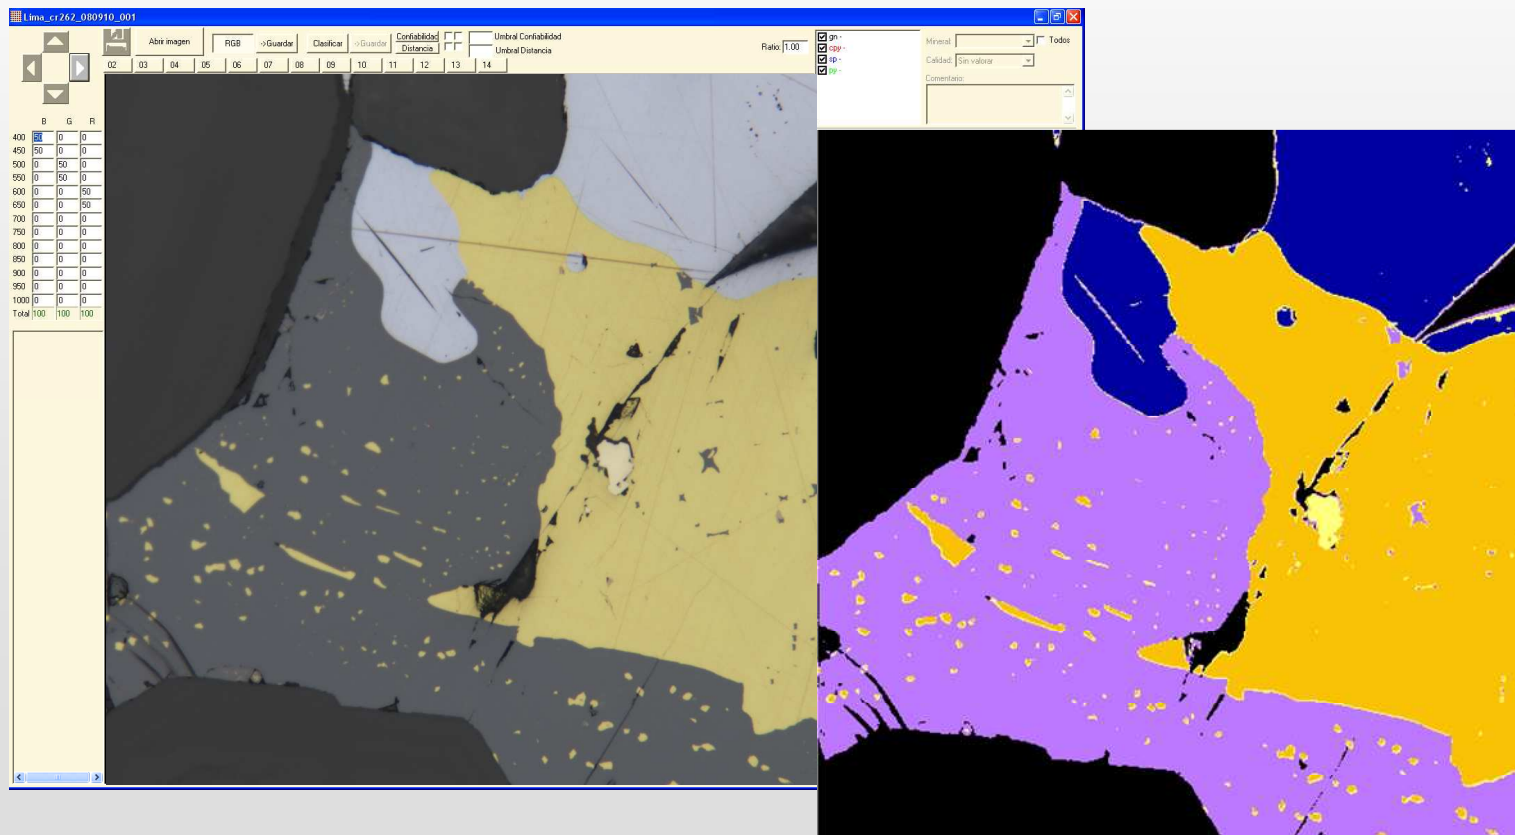 Lima_cr262_080910_001
Abrir imagen
RGB
->Guardar
Clasificar
->Guardar
Confiabilidad
Distancia
Umbral Confiabilidad
Umbral Distancia
Ratio: 1.00
02 03 04 05 06 07 08 09 10 11 12 13 14
gn -
cpy -
sp -
py -
Mineral:
Todos
Calidad: Sin valorar
Comentario:
B G R
400 50 0 0
450 50 0 0
500 0 50 0
550 0 50 0
600 0 0 50
650 0 0 50
700 0 0 0
750 0 0 0
800 0 0 0
850 0 0 0
900 0 0 0
950 0 0 0
1000 0 0 0
Total 100 100 100